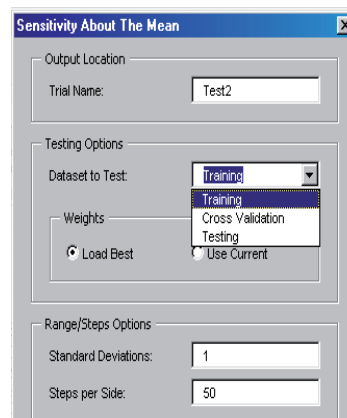 Sensitivity About The Mean
Output Location
Trial Name: Test2
Testing Options
Dataset to Test: Training
Training
Cross Validation
Testing
Weights
Load Best Use Current
Range/Steps Options
Standard Deviations: 1
Steps per Side: 50